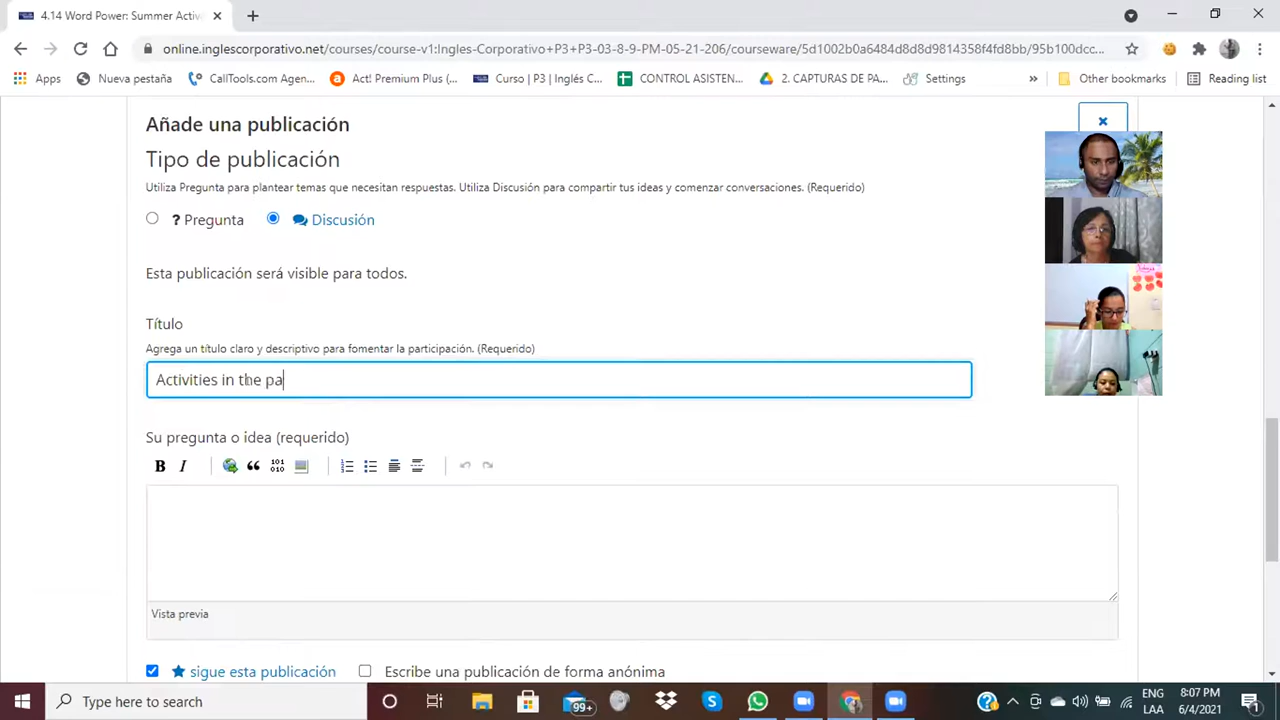 4.14 Word Power: Summer Activ
online.inglescorporativo.net/courses/course-v1:Ingles-Corporativo+P3+P3-03-8-9-PM-05-21-206/courseware/5d1002b0a6484d8d8d9814358f4fd8bb/95b100dcc...
Apps
Nueva pestaña
CallTools.com Agen...
Act! Premium Plus (...
Curso | P3 | Inglés C...
CONTROL ASISTEN...
2. CAPTURAS DE PA...
Settings
»
Other bookmarks
Reading list
Añade una publicación
Tipo de publicación
Utiliza Pregunta para plantear temas que necesitan respuestas. Utiliza Discusión para compartir tus ideas y comenzar conversaciones. (Requerido)
? Pregunta
Discusión
Esta publicación será visible para todos.
Título
Agrega un título claro y descriptivo para fomentar la participación. (Requerido)
Activities in the pa
Su pregunta o idea (requerido)
B I
Vista previa
sigue esta publicación
Escribe una publicación de forma anónima
Type here to search
99+
ENG
LAA
8:07 PM
6/4/2021